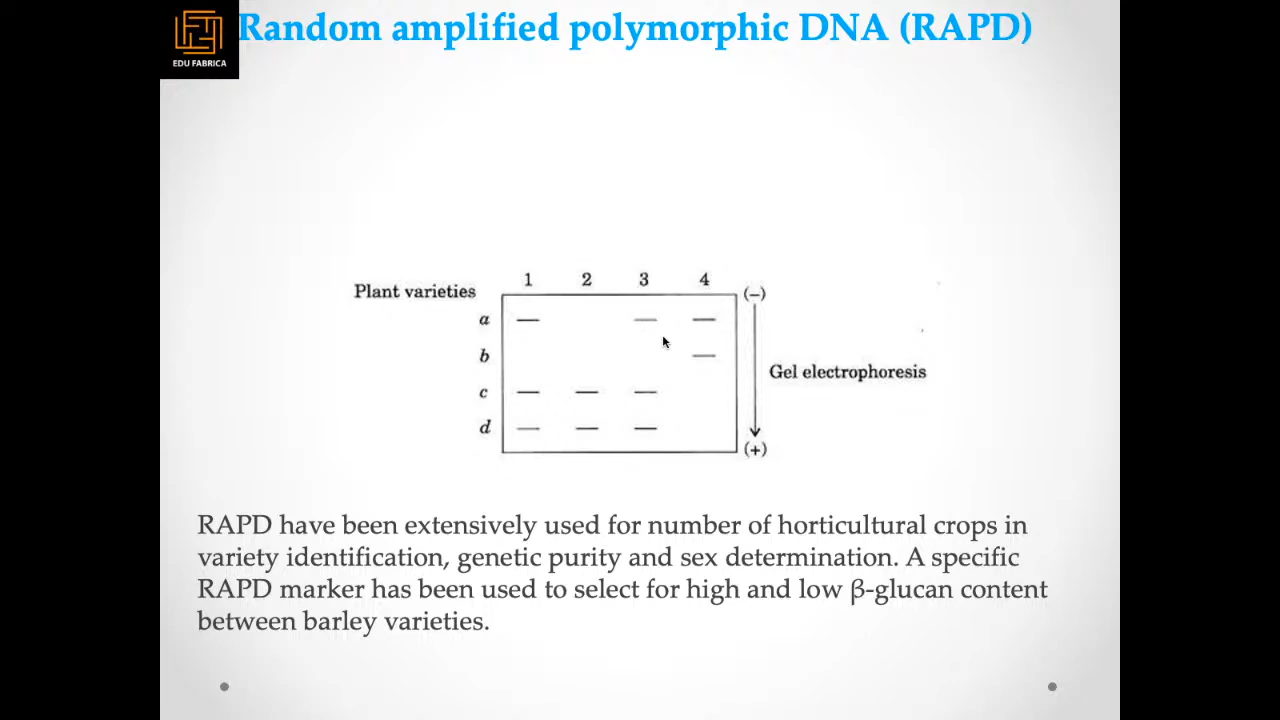 Random amplified polymorphic DNA (RAPD)
EDU FABRICA
1 2 3 4
Plant varieties
(–)
a
b
Gel electrophoresis
c
d
(+)
RAPD have been extensively used for number of horticultural crops in
variety identification, genetic purity and sex determination. A specific
RAPD marker has been used to select for high and low β-glucan content
between barley varieties.